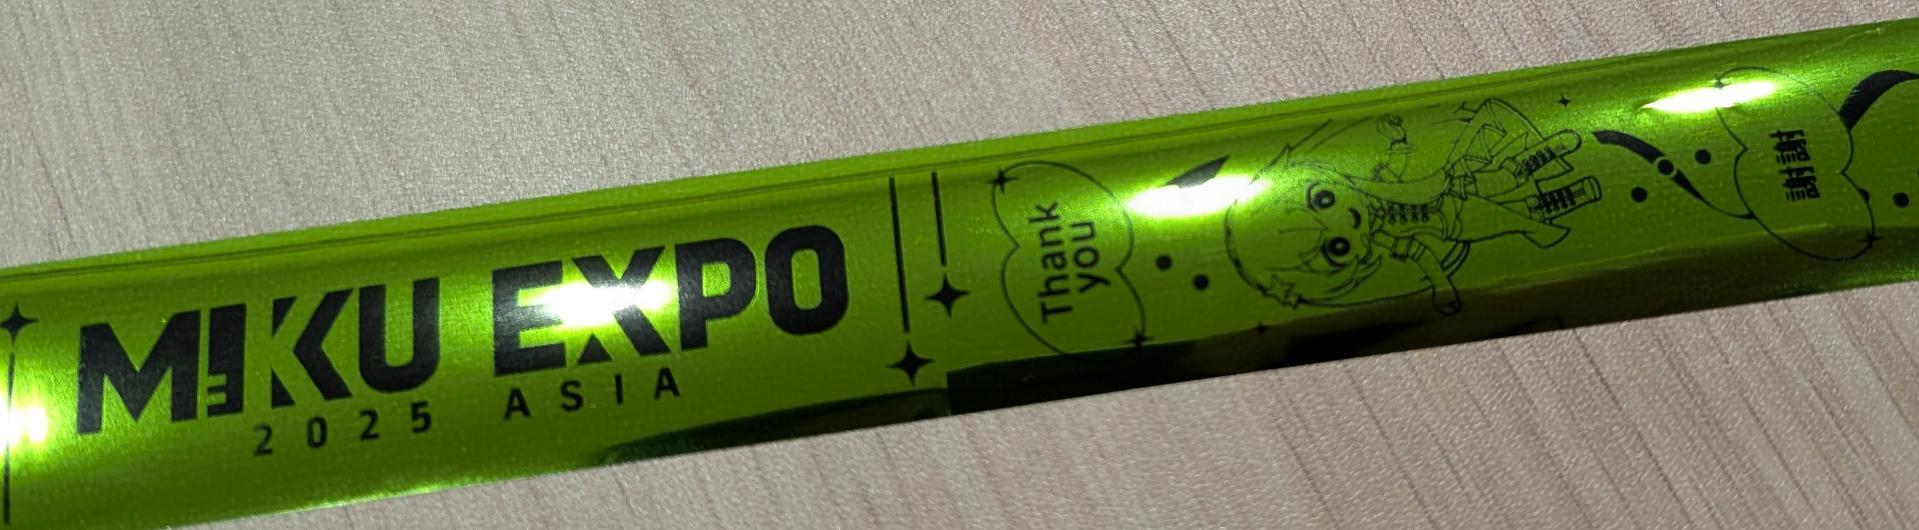 MIKU EXPO
2025 ASIA
Thank
you
謝謝